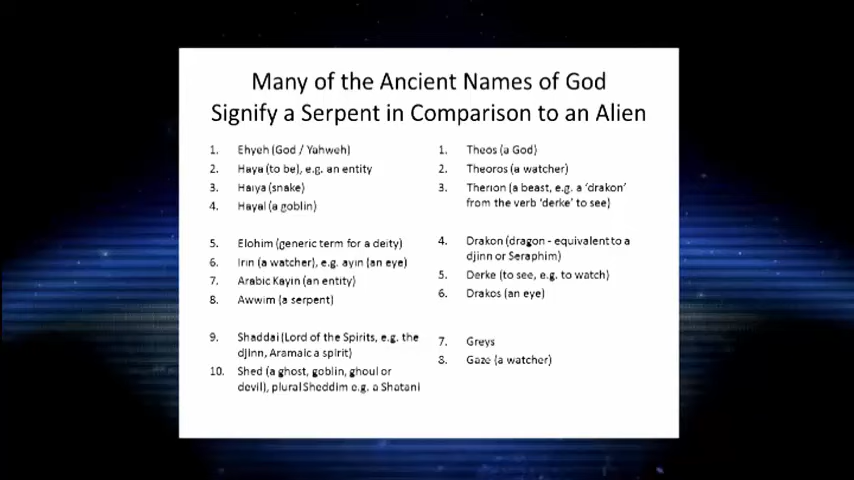 Many of the Ancient Names of God
Signify a Serpent in Comparison to an Alien
1. Ehyeh (God / Yahweh)
2. Haya (to be), e.g. an entity
3. Haiya (snake)
4. Hayal (a goblin)
5. Elohim (generic term for a deity)
6. Irin (a watcher), e.g. ayin (an eye)
7. Arabic Kayin (an entity)
8. Awwim (a serpent)
9. Shaddai (Lord of the Spirits, e.g. the
djinn, Aramaic a spirit)
10. Shed (a ghost, goblin, ghoul or
devil), plural Sheddim e.g. a Shatani
1. Theos (a God)
2. Theoros (a watcher)
3. Therion (a beast, e.g. a 'drakon'
from the verb 'derke' to see)
4. Drakon (dragon - equivalent to a
djinn or Seraphim)
5. Derke (to see, e.g. to watch)
6. Drakos (an eye)
7. Greys
8. Gaze (a watcher)